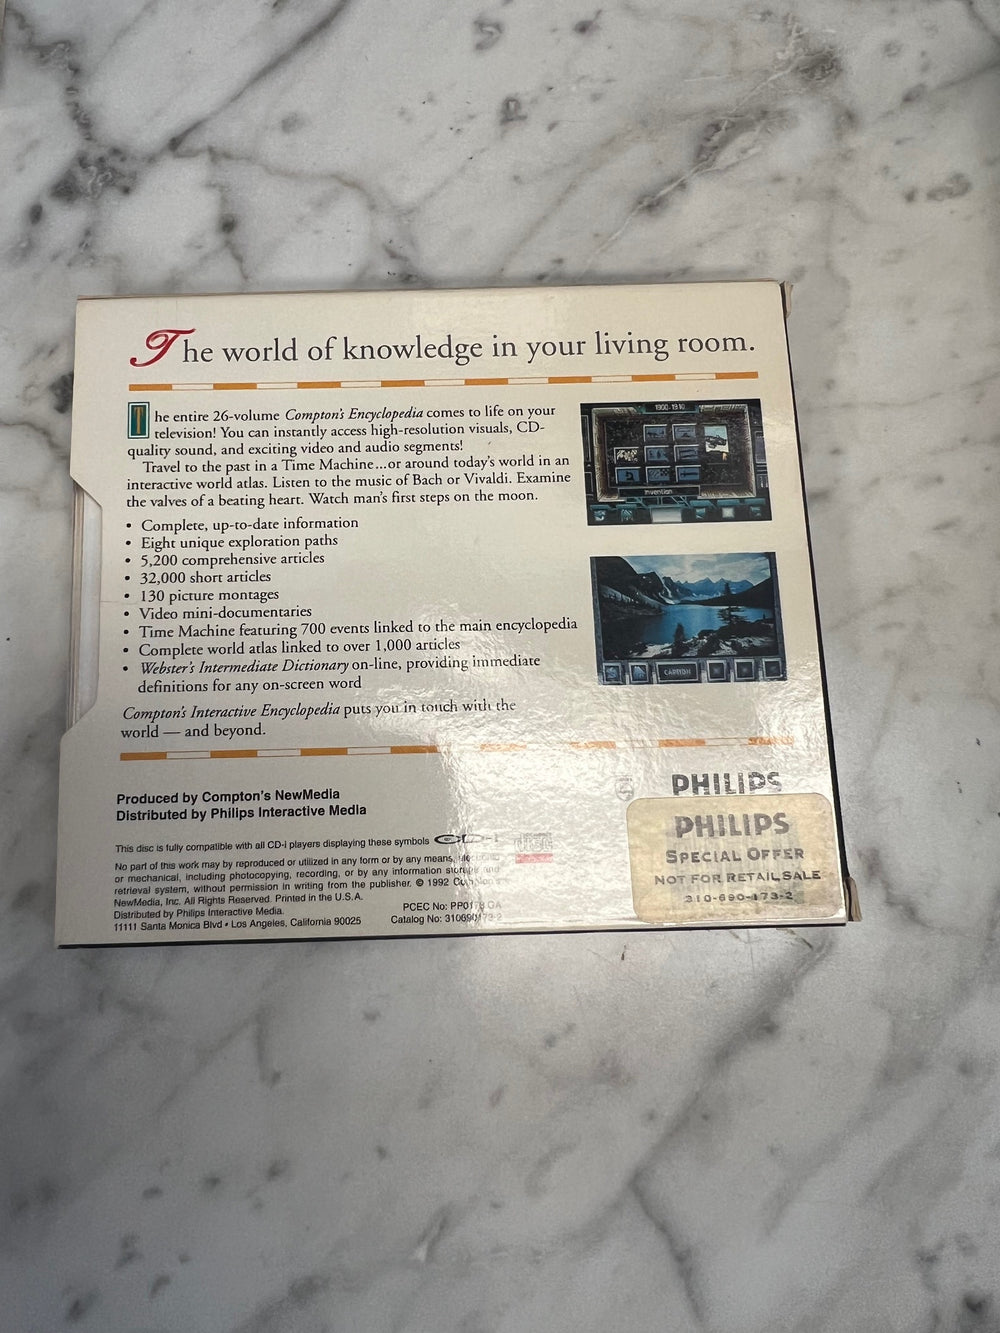 The world of knowledge in your living room.
The entire 26-volume Compton's Encyclopedia comes to life on your
television! You can instantly access high-resolution visuals, CD-
quality sound, and exciting video and audio segments!
Travel to the past in a Time Machine...or around today's world in an
interactive world atlas. Listen to the music of Bach or Vivaldi. Examine
the valves of a beating heart. Watch man's first steps on the moon.
• Complete, up-to-date information
• Eight unique exploration paths
• 5,200 comprehensive articles
• 32,000 short articles
• 130 picture montages
• Video mini-documentaries
• Time Machine featuring 700 events linked to the main encyclopedia
• Complete world atlas linked to over 1,000 articles
• Webster's Intermediate Dictionary on-line, providing immediate
definitions for any on-screen word
Compton's Interactive Encyclopedia puts you in touch with the
world — and beyond.
1900-1910
Invention
CAPTION
Produced by Compton's NewMedia
Distributed by Philips Interactive Media
This disc is fully compatible with all CD-I players displaying these symbols CD-I
No part of this work may by reproduced or utilized in any form or by any means, electronic
or mechanical, including photocopying, recording, or by any information storage and
retrieval system, without permission in writing from the publisher. © 1992 Compton's
NewMedia, Inc. All Rights Reserved. Printed in the U.S.A.
Distributed by Philips Interactive Media.
11111 Santa Monica Blvd • Los Angeles, California 90025
PCEC No: PP0173 GA
Catalog No: 310690173-2
PHILIPS
PHILIPS
SPECIAL OFFER
NOT FOR RETAIL SALE
310-690-173-2